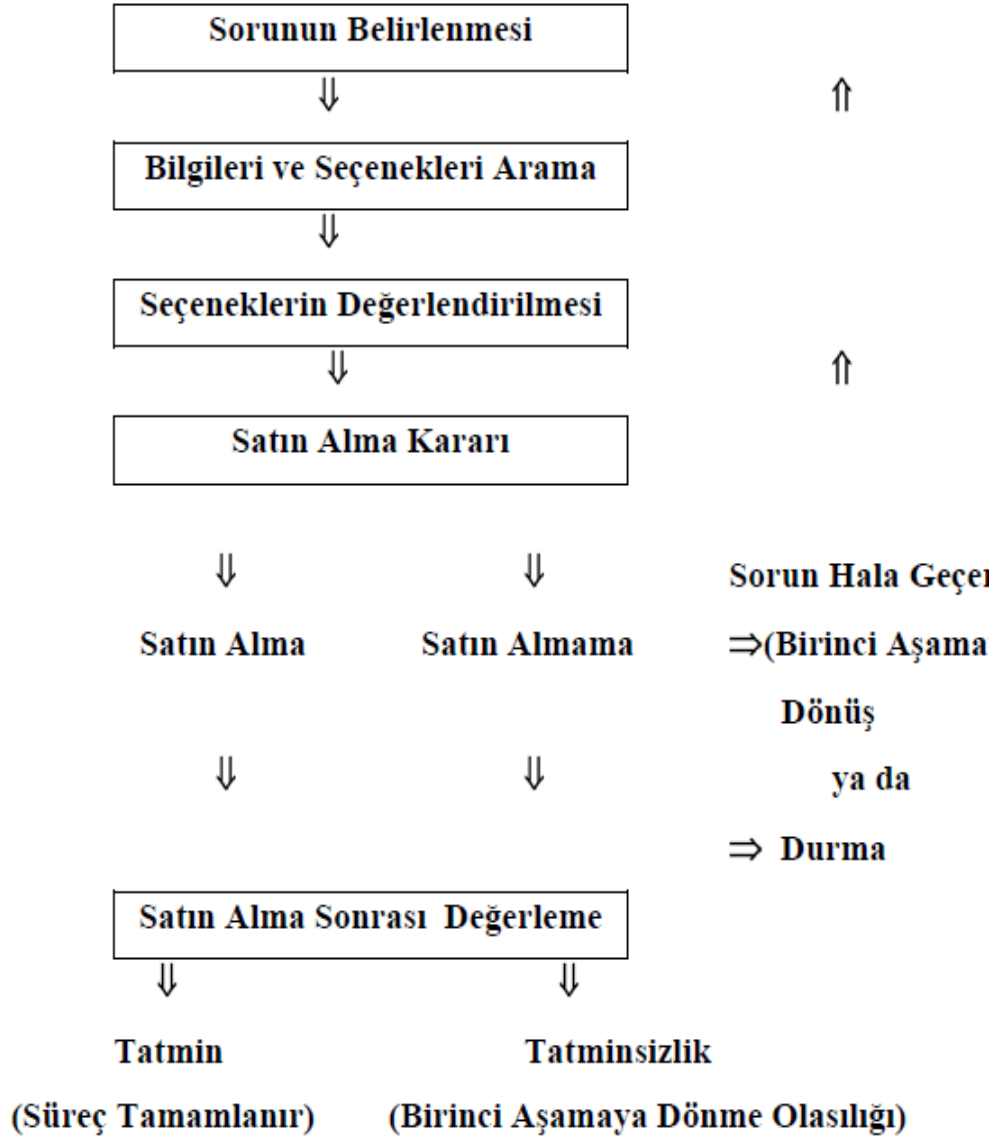 Sorunun Belirlenmesi
⇓ ⇑
Bilgileri ve Seçenekleri Arama
⇓
Seçeneklerin Değerlendirilmesi
⇓ ⇑
Satın Alma Kararı
⇓ ⇓ Sorun Hala Geçer
Satın Alma Satın Almama ⇒(Birinci Aşama
Dönüş
⇓ ⇓ ya da
⇒ Durma
Satın Alma Sonrası Değerleme
⇓ ⇓
Tatmin Tatminsizlik
(Süreç Tamamlanır) (Birinci Aşamaya Dönme Olasılığı)